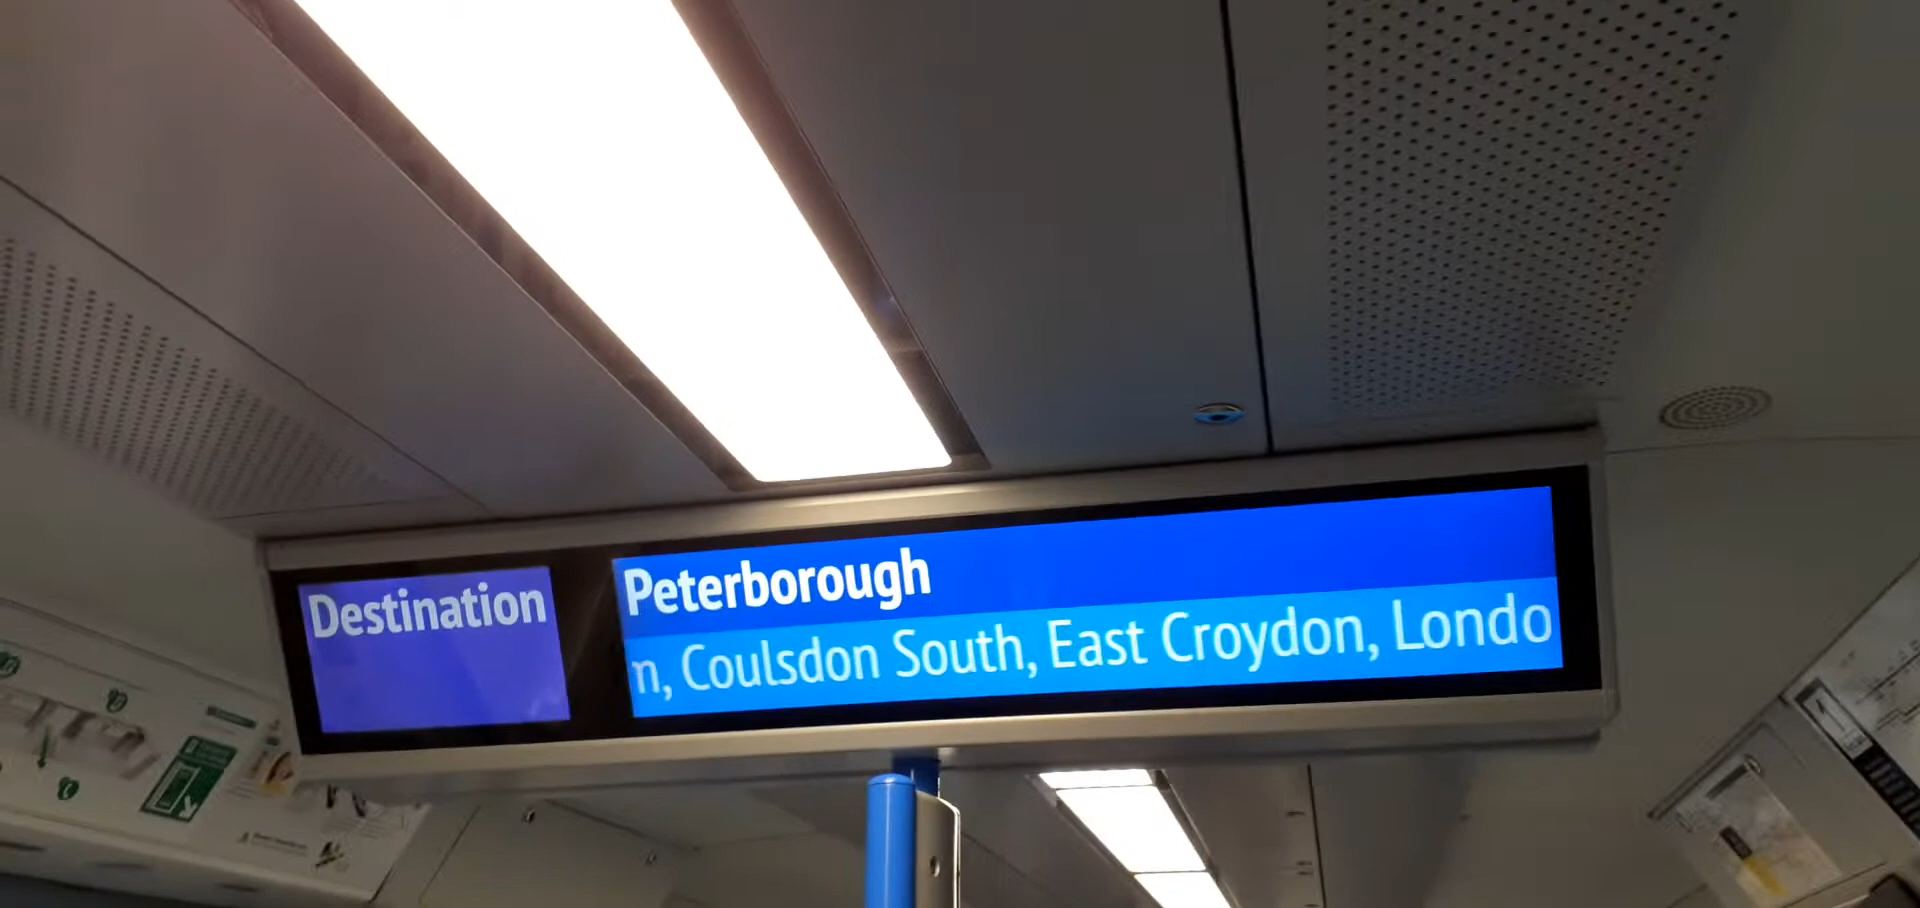 Destination
Peterborough
n, Coulsdon South, East Croydon, Londo